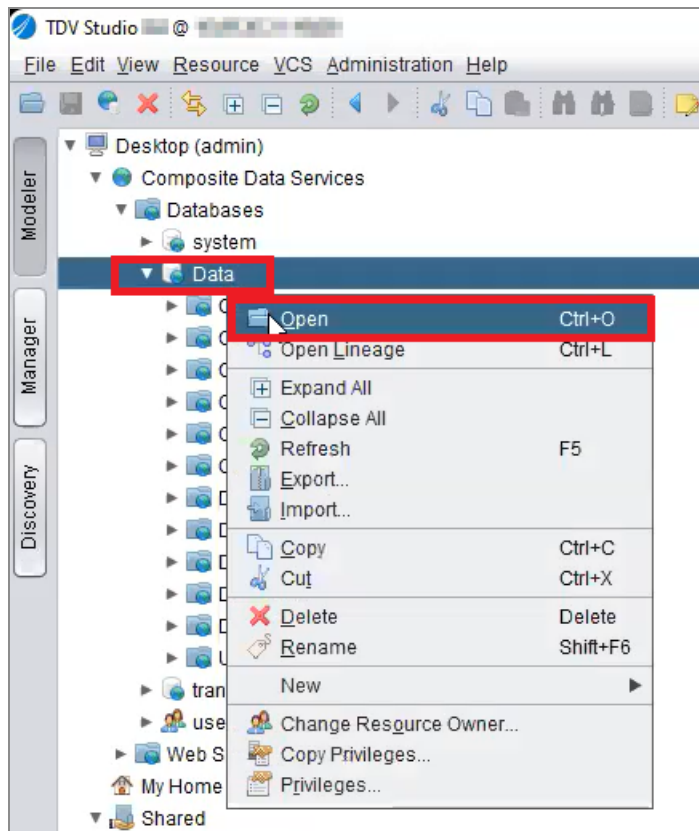 TDV Studio @
File Edit View Resource VCS Administration Help
Modeler
Manager
Discovery
Desktop (admin)
Composite Data Services
Databases
system
Data
Open Ctrl+O
Open Lineage Ctrl+L
Expand All
Collapse All
Refresh F5
Export...
Import...
Copy Ctrl+C
Cut Ctrl+X
Delete Delete
Rename Shift+F6
New
Change Resource Owner...
Copy Privileges...
Privileges...
tran
use
Web S
My Home
Shared